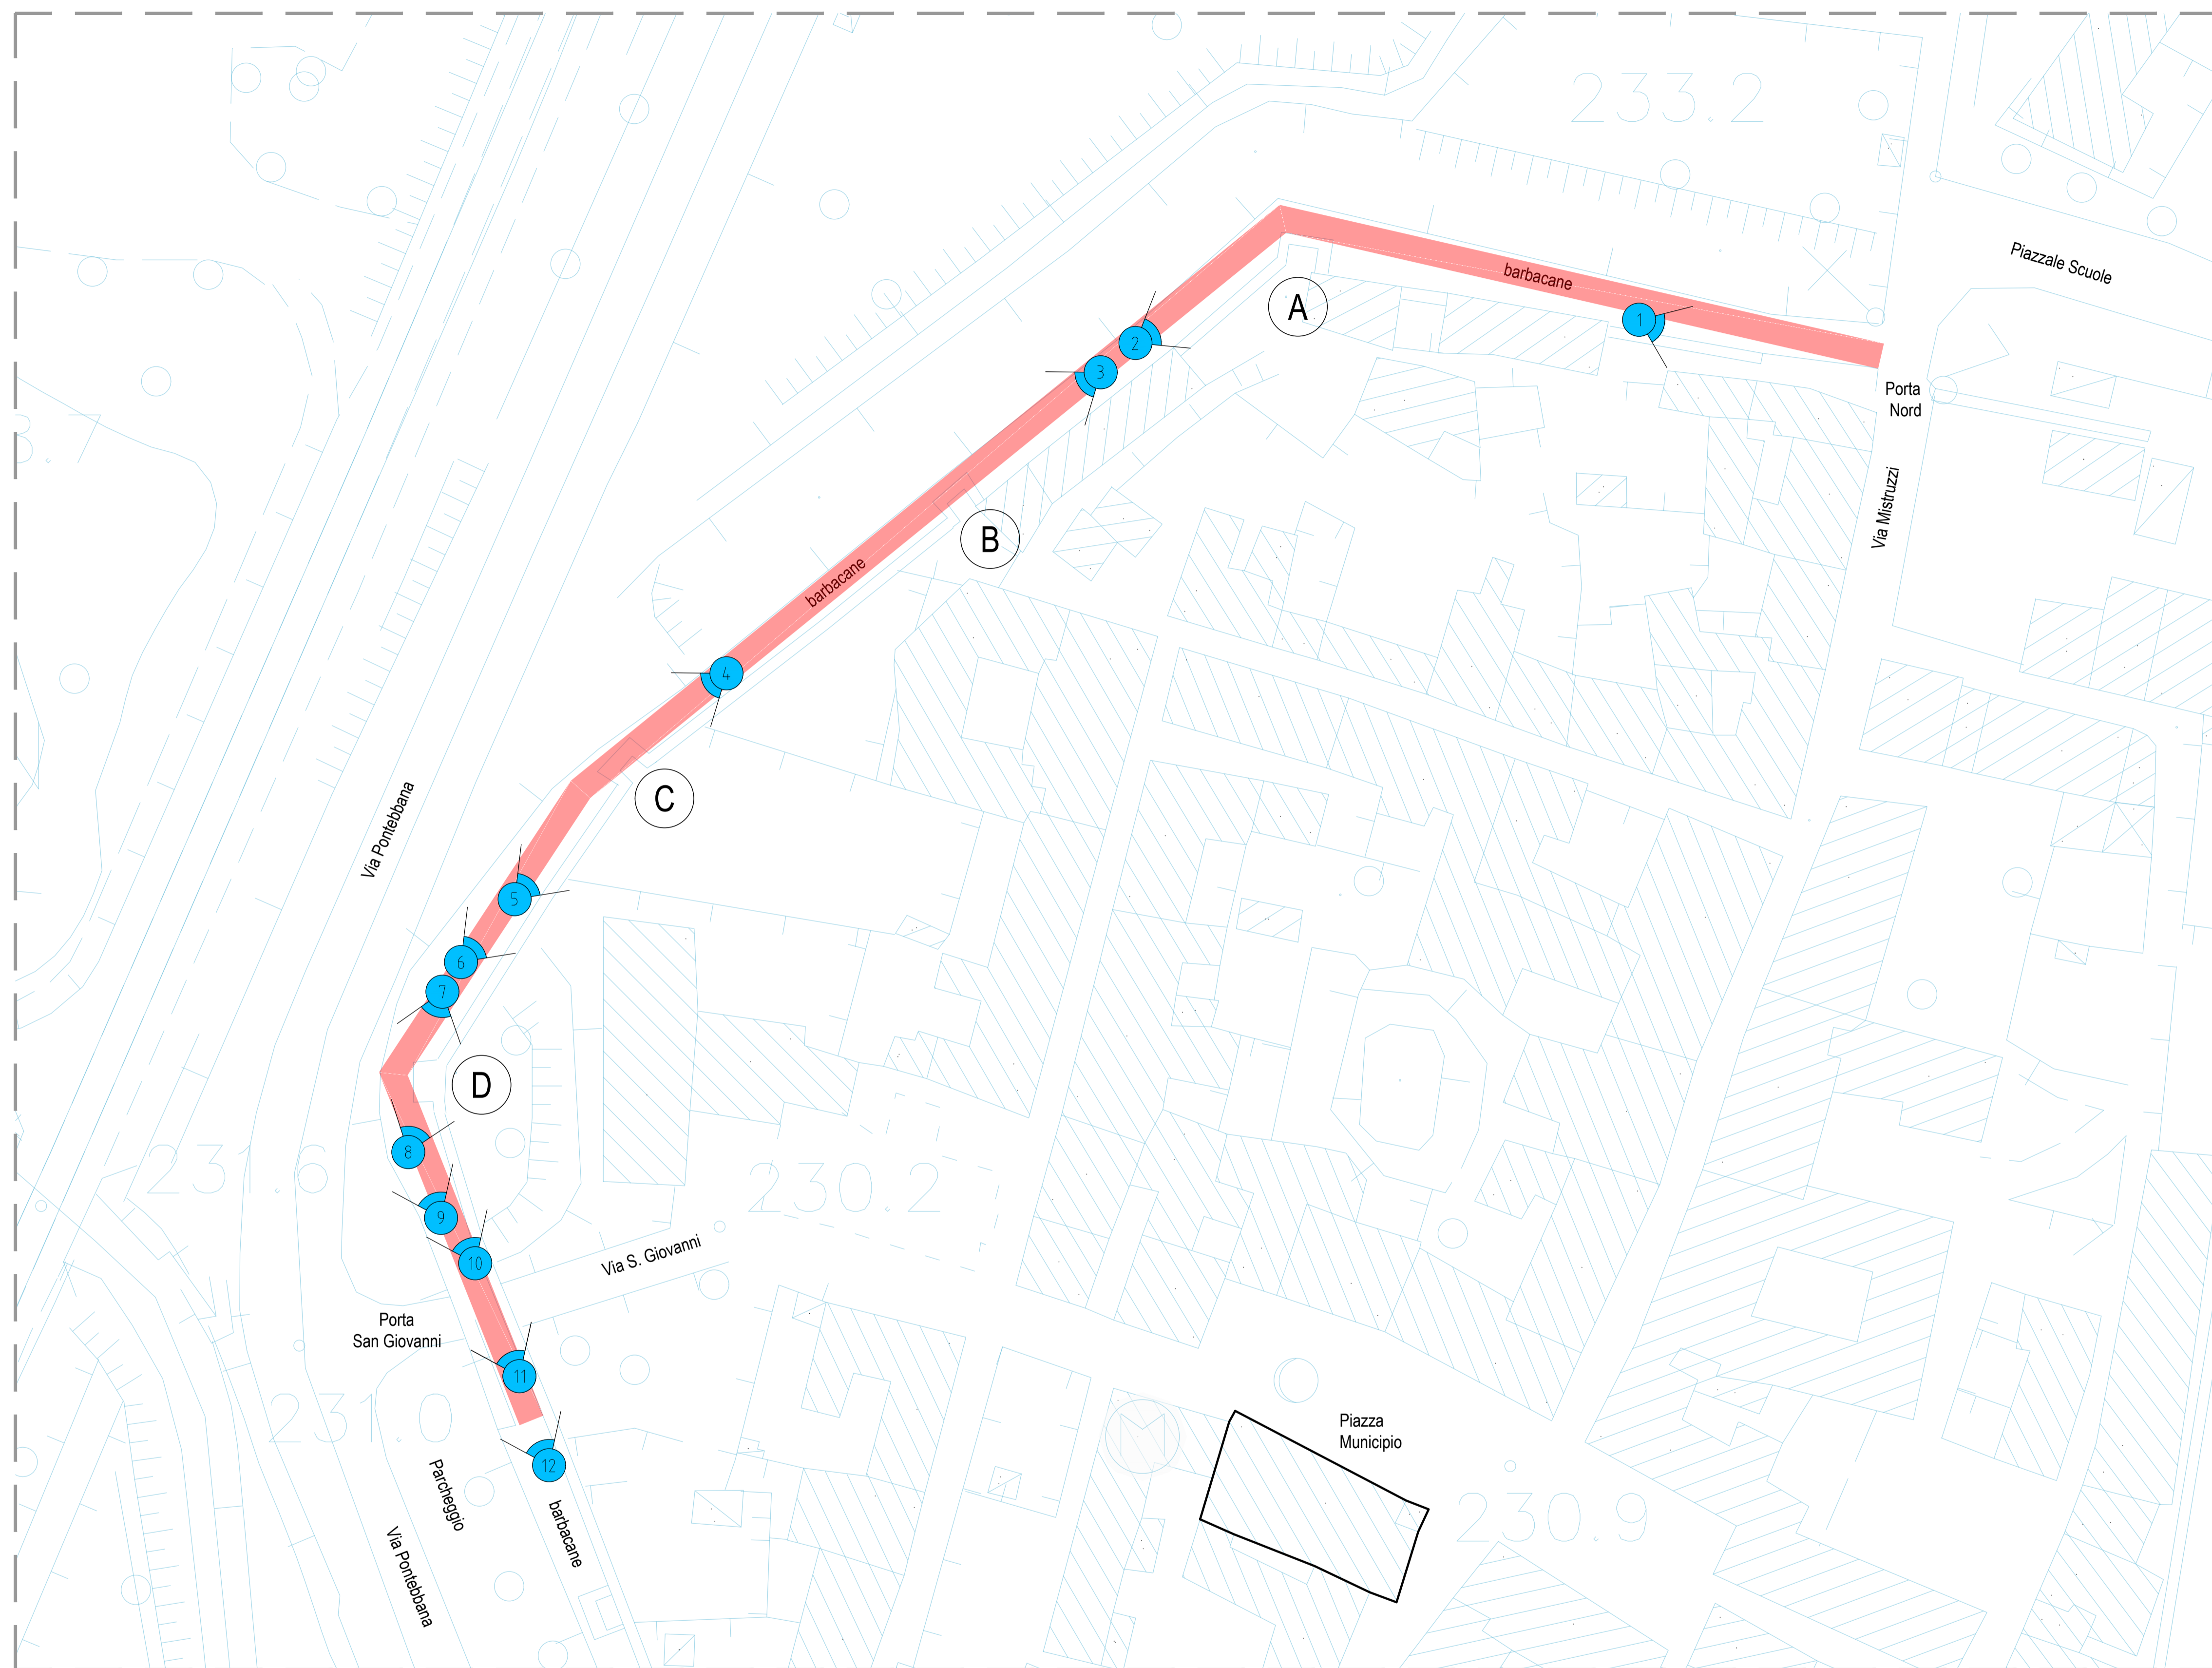 233.2
Piazzale Scuole
barbacane
A
1
2
3
Porta
Nord
Via Mistruzzi
B
barbacane
4
C
Via Pontebbana
5
6
7
D
8
231.6
230.2
9
10
Via S. Giovanni
Porta
San Giovanni
11
231.0
Piazza
Municipio
M
12
Parcheggio
barbacane
Via Pontebbana
230.9